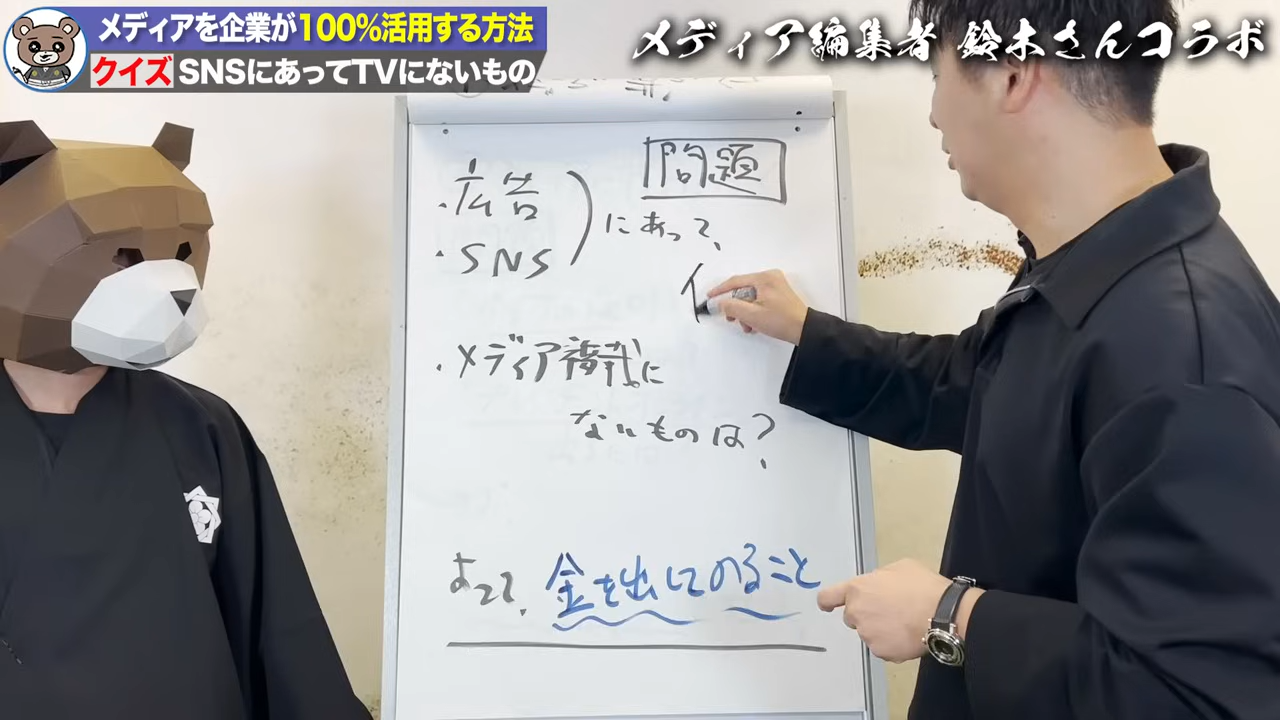 メディアを企業が100%活用する方法
クイズ SNSにあってTVにないもの
メディア編集者 鈴木さんコラボ
問題
・広告
・SNS
にあって、
・メディア掲載に
ないものは?
よって、金を出してのること